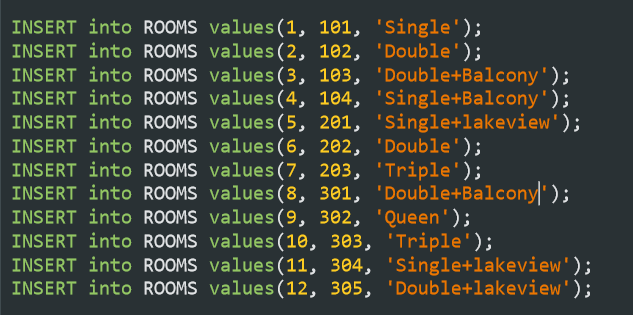 INSERT into ROOMS values(1, 101, 'Single');
INSERT into ROOMS values(2, 102, 'Double');
INSERT into ROOMS values(3, 103, 'Double+Balcony');
INSERT into ROOMS values(4, 104, 'Single+Balcony');
INSERT into ROOMS values(5, 201, 'Single+lakeview');
INSERT into ROOMS values(6, 202, 'Double');
INSERT into ROOMS values(7, 203, 'Triple');
INSERT into ROOMS values(8, 301, 'Double+Balcony');
INSERT into ROOMS values(9, 302, 'Queen');
INSERT into ROOMS values(10, 303, 'Triple');
INSERT into ROOMS values(11, 304, 'Single+lakeview');
INSERT into ROOMS values(12, 305, 'Double+lakeview');